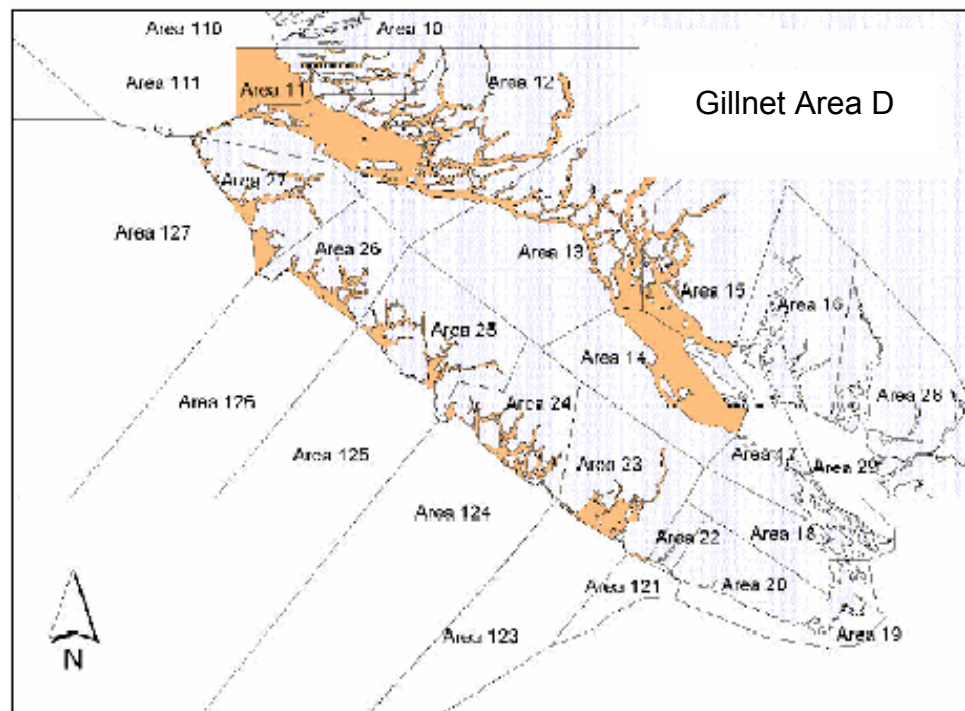 Area 110
Area 10
Area 111
Area 11
Area 12
Gillnet Area D
Area 27
Area 127
Area 26
Area 13
Area 15
Area 16
Area 25
Area 14
Area 126
Area 24
Area 28
Area 125
Area 23
Area 17
Area 29
Area 124
Area 22
Area 18
Area 121
Area 20
Area 123
Area 19
N